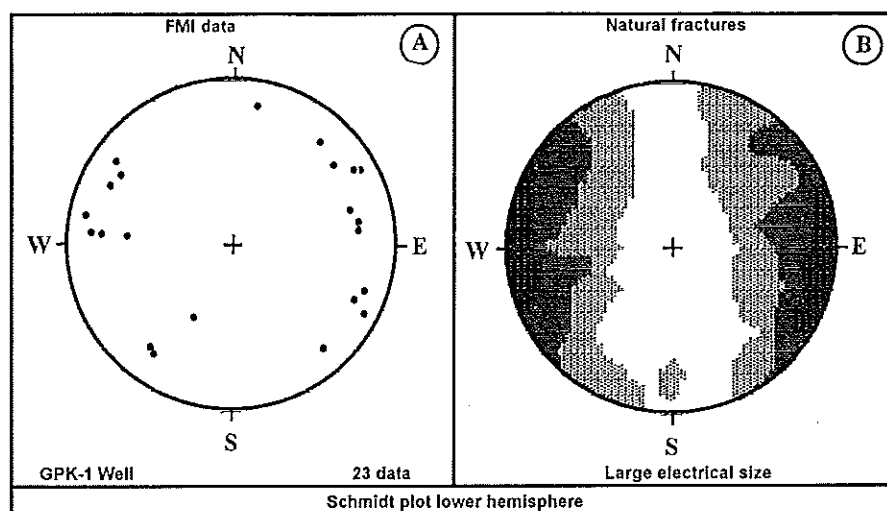 FMI data
A
N
W
E
S
GPK-1 Well
23 data
Natural fractures
B
N
W
E
S
Large electrical size
Schmidt plot lower hemisphere